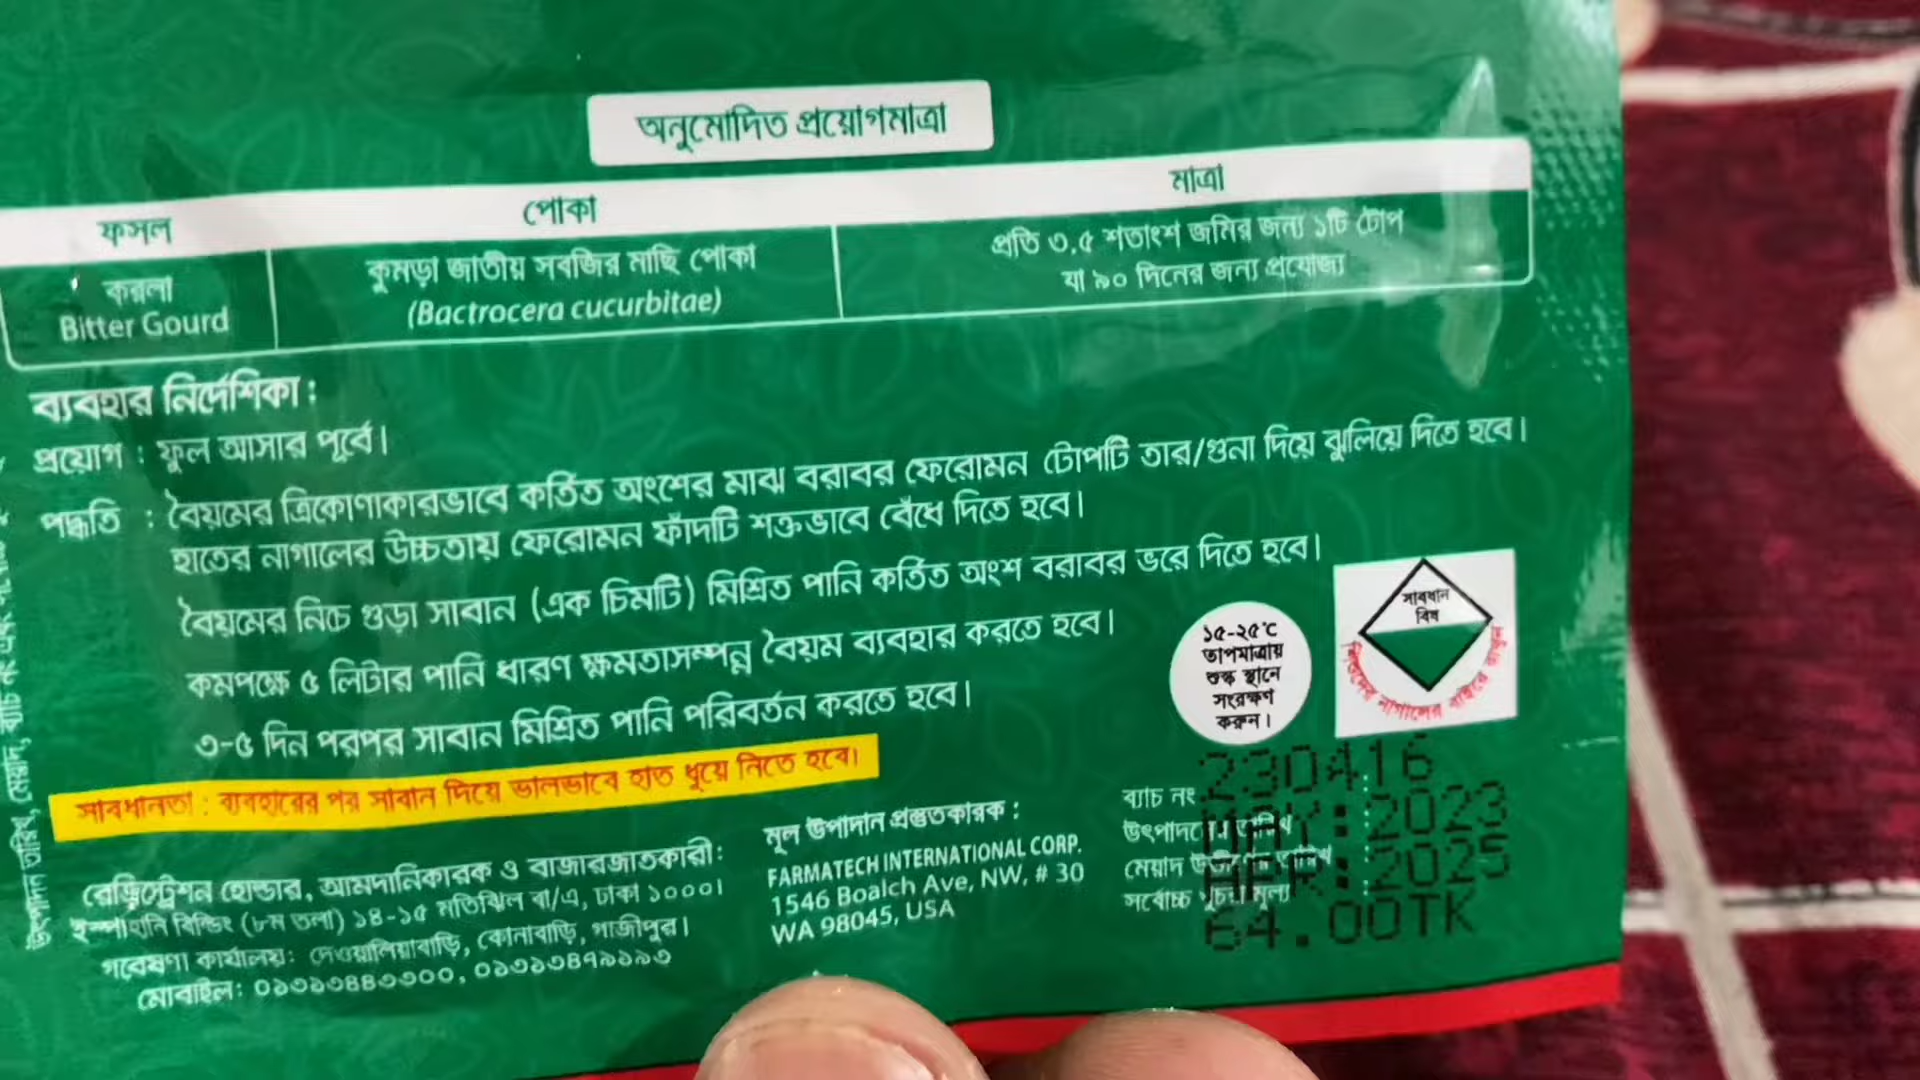 অনুমোদিত প্রয়োগমাত্রা
ফসল পোকা মাত্রা
করলা
Bitter Gourd
কুমড়া জাতীয় সবজির মাছি পোকা
(Bactrocera cucurbitae)
প্রতি ৩.৫ শতাংশ জমির জন্য ১টি টোপ
যা ৯০ দিনের জন্য প্রযোজ্য
ব্যবহার নির্দেশিকা :
প্রয়োগ : ফুল আসার পূর্বে।
পদ্ধতি : বৈয়মের ত্রিকোণাকারভাবে কর্তিত অংশের মাঝ বরাবর ফেরোমন টোপটি তার/গুনা দিয়ে ঝুলিয়ে দিতে হবে।
হাতের নাগালের উচ্চতায় ফেরোমন ফাঁদটি শক্তভাবে বেঁধে দিতে হবে।
বৈয়মের নিচে গুড়া সাবান (এক চিমটি) মিশ্রিত পানি কর্তিত অংশ বরাবর ভরে দিতে হবে।
কমপক্ষে ৫ লিটার পানি ধারণ ক্ষমতাসম্পন্ন বৈয়ম ব্যবহার করতে হবে।
৩-৫ দিন পরপর সাবান মিশ্রিত পানি পরিবর্তন করতে হবে।
সাবধানতা : ব্যবহারের পর সাবান দিয়ে ভালভাবে হাত ধুয়ে নিতে হবে।
১৫-২৫°C
তাপমাত্রায়
শুষ্ক স্থানে
সংরক্ষণ
করুন।
সাবধান
বিষ
শিশুদের নাগালের বাইরে রাখুন
রেজিস্ট্রেশন হোল্ডার, আমদানিকারক ও বাজারজাতকারী:
ইস্পাহানি বিল্ডিং (৮ম তলা) ১৪-১৫ মতিঝিল বা/এ, ঢাকা ১০০০।
গবেষণা কার্যালয়: দেওয়ালিয়াবাড়ি, কোনাবাড়ি, গাজীপুর।
মোবাইল:
মূল উপাদান প্রস্তুতকারক :
FARMATECH INTERNATIONAL CORP.
1546 Boalch Ave, NW, # 30
WA 98045, USA
ব্যাচ নং : 230416
উৎপাদনের তারিখ : MAY: 2023
মেয়াদ উত্তীর্ণের তারিখ : APR: 2025
সর্বোচ্চ খুচরা মূল্য : 64.00TK
উৎপাদন তারিখ, মেয়াদ, ব্যাচ নং